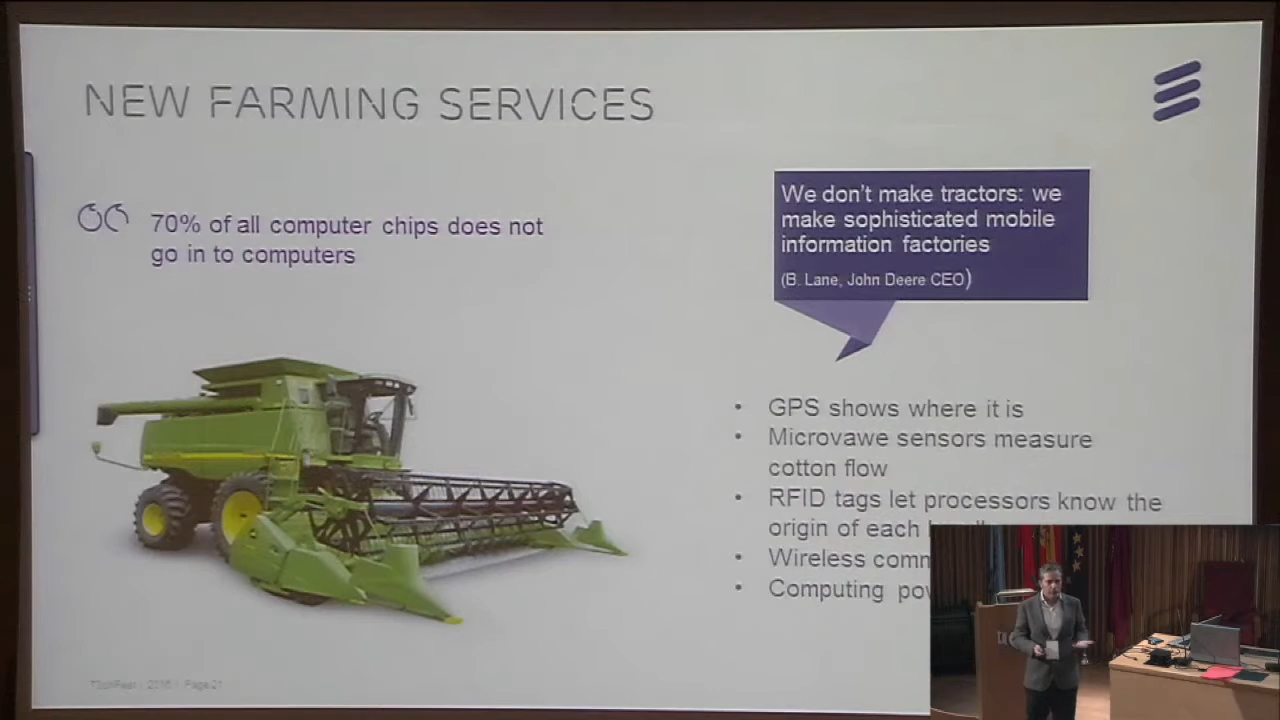 NEW FARMING SERVICES
70% of all computer chips does not
go in to computers
We don't make tractors: we
make sophisticated mobile
information factories
(B. Lane, John Deere CEO)
• GPS shows where it is
• Microvawe sensors measure
cotton flow
• RFID tags let processors know the
origin of each
• Wireless
• Computing